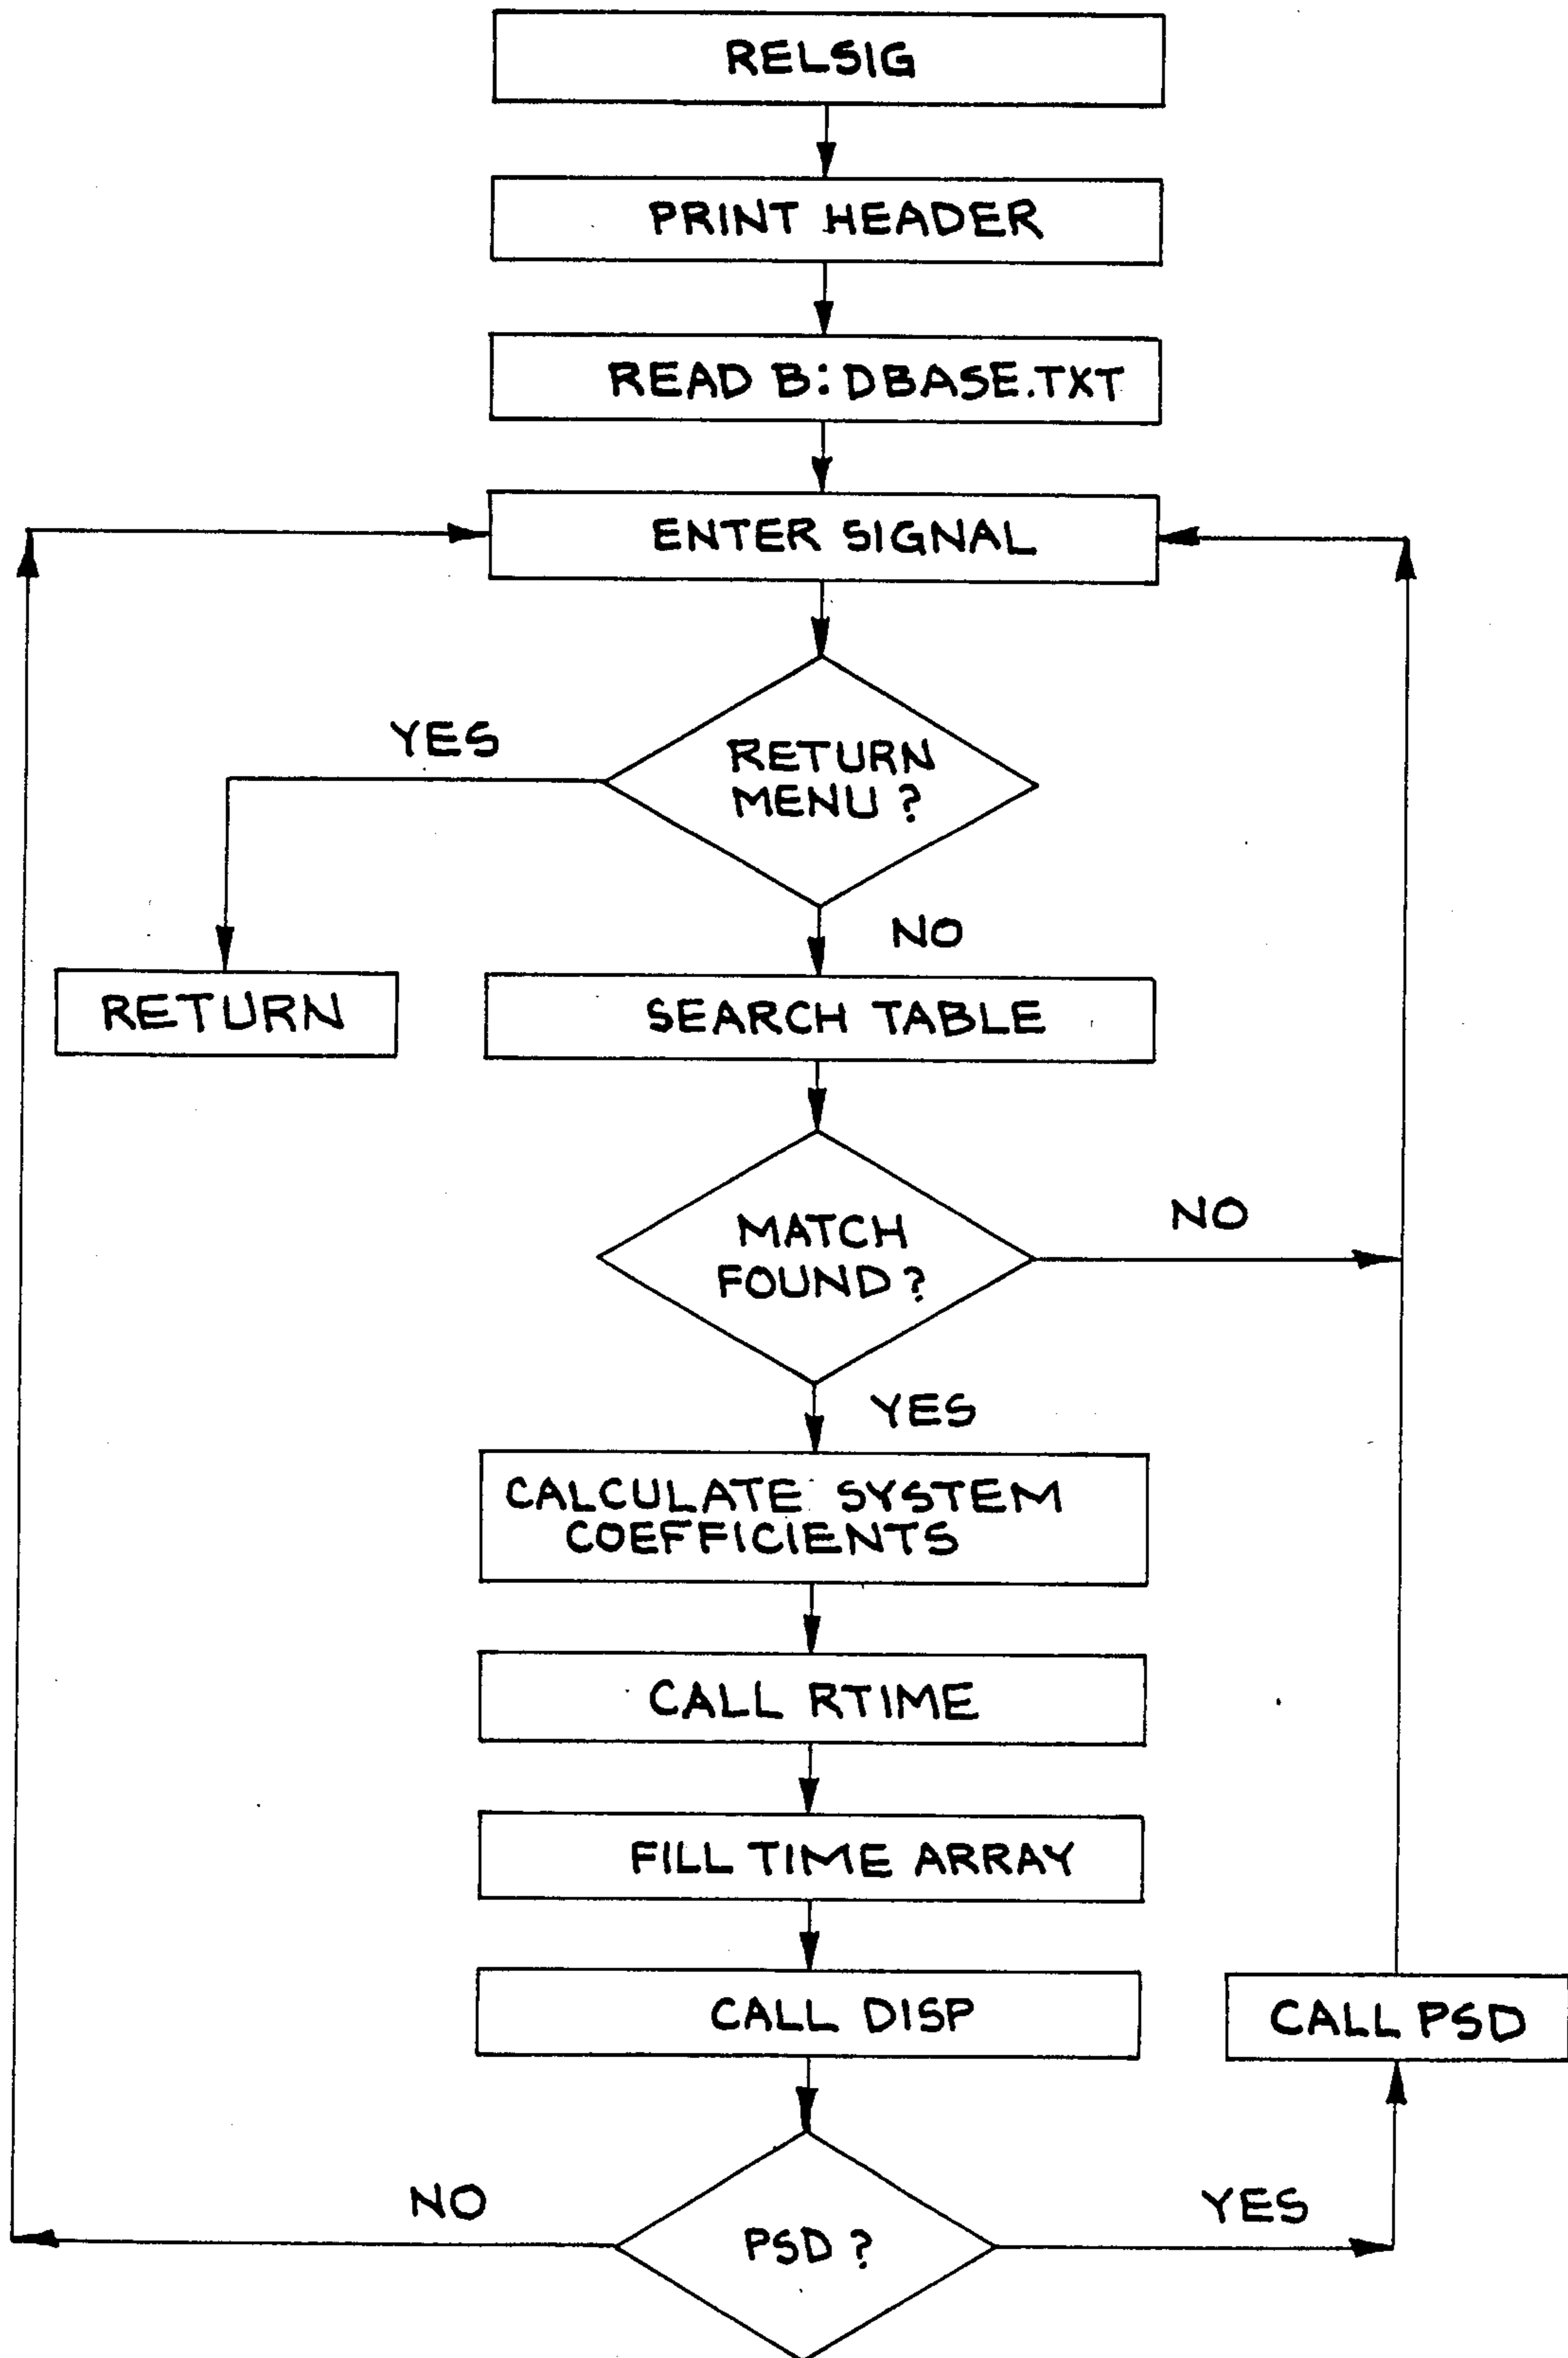 RELSIG
PRINT HEADER
READ B:DBASE.TXT
ENTER SIGNAL
YES
RETURN
MENU?
NO
RETURN
SEARCH TABLE
MATCH
FOUND?
NO
YES
CALCULATE SYSTEM
COEFFICIENTS
CALL RTIME
FILL TIME ARRAY
CALL DISP
CALL PSD
NO
PSD?
YES